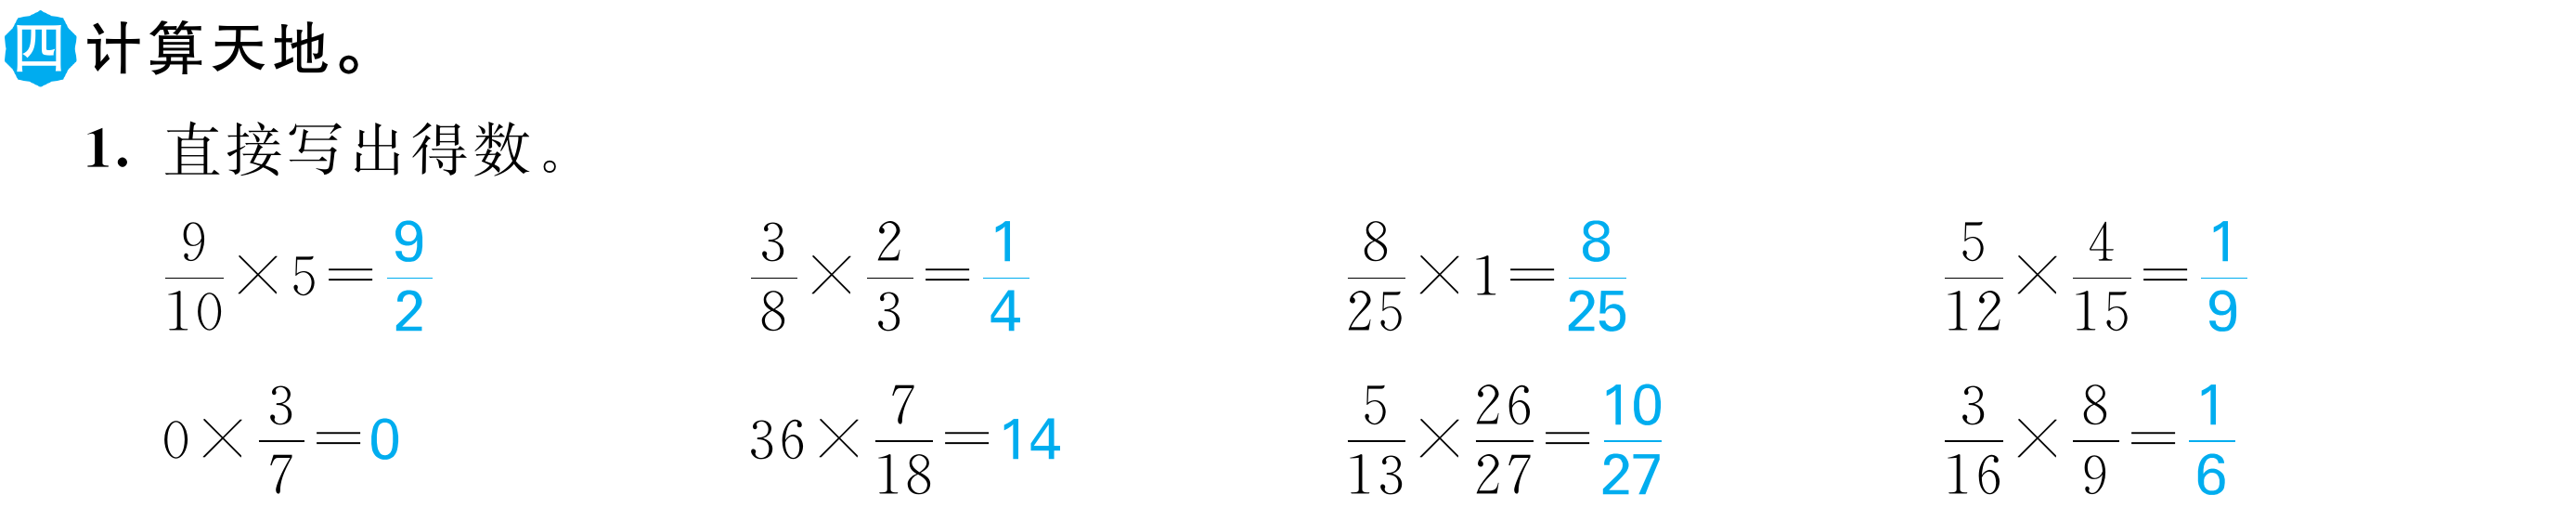 四 计算天地。
1. 直接写出得数。
9/10×5=9/2 3/8×2/3=1/4 8/25×1=8/25 5/12×4/15=1/9
0×3/7=0 36×7/18=14 5/13×26/27=10/27 3/16×8/9=1/6